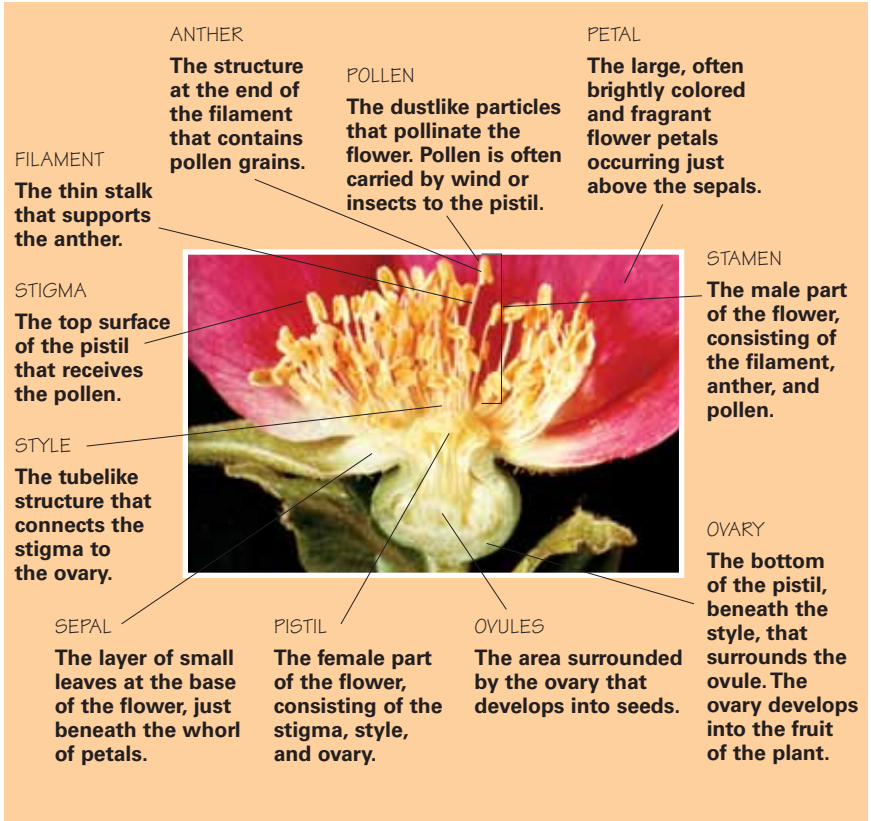 ANTHER
The structure
at the end of
the filament
that contains
pollen grains.
POLLEN
The dustlike particles
that pollinate the
flower. Pollen is often
carried by wind or
insects to the pistil.
PETAL
The large, often
brightly colored
and fragrant
flower petals
occurring just
above the sepals.
FILAMENT
The thin stalk
that supports
the anther.
STIGMA
The top surface
of the pistil
that receives
the pollen.
STYLE
The tubelike
structure that
connects the
stigma to
the ovary.
STAMEN
The male part
of the flower,
consisting of
the filament,
anther, and
pollen.
SEPAL
The layer of small
leaves at the base
of the flower, just
beneath the whorl
of petals.
PISTIL
The female part
of the flower,
consisting of the
stigma, style,
and ovary.
OVULES
The area surrounded
by the ovary that
develops into seeds.
OVARY
The bottom
of the pistil,
beneath the
style, that
surrounds the
ovule. The
ovary develops
into the fruit
of the plant.